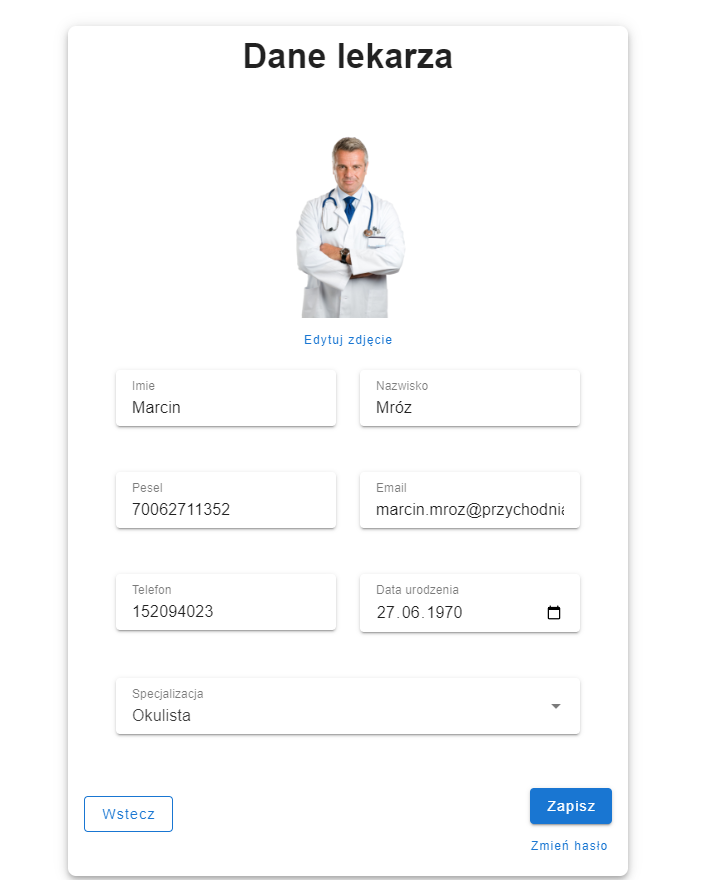 Dane lekarza
Edytuj zdjęcie
Imie
Marcin
Nazwisko
Mróz
Pesel
70062711352
Email
marcin.mroz@przychodnia
Telefon
152094023
Data urodzenia
27.06.1970
Specjalizacja
Okulista
Wstecz
Zapisz
Zmień hasło